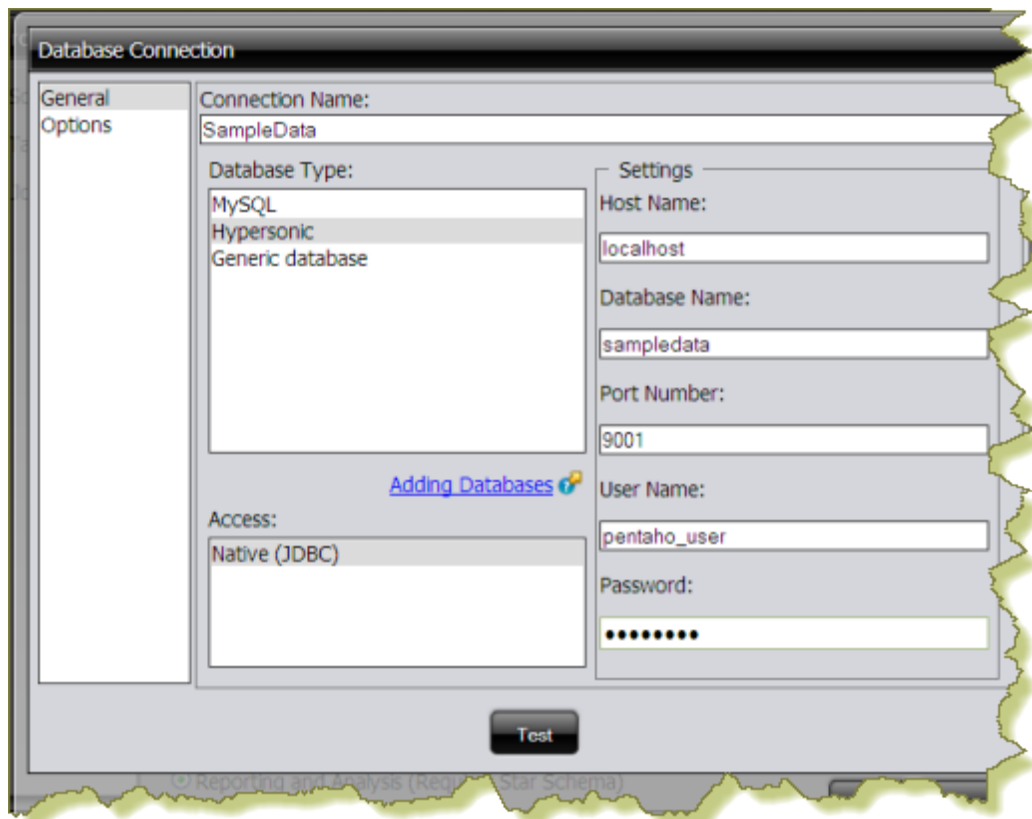 Database Connection
General
Options
Connection Name:
SampleData
Database Type:
MySQL
Hypersonic
Generic database
Adding Databases
Access:
Native (JDBC)
Settings
Host Name:
localhost
Database Name:
sampledata
Port Number:
9001
User Name:
pentaho_user
Password:
••••••••
Test
Reporting and Analysis (Requ Star Schema)